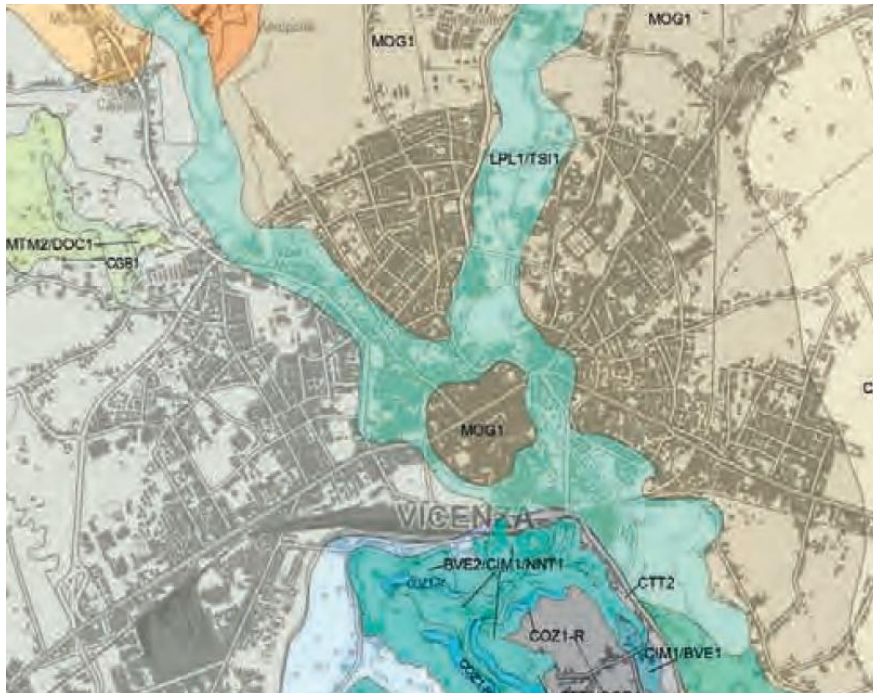 MOG1
MOG1
LPL1/TSI1
MTM2/DOC1
CGB1
MOG1
VICENZA
BVE2/CIM1/NNT1
CTT2
COZ1-R
CIM1/BVE1